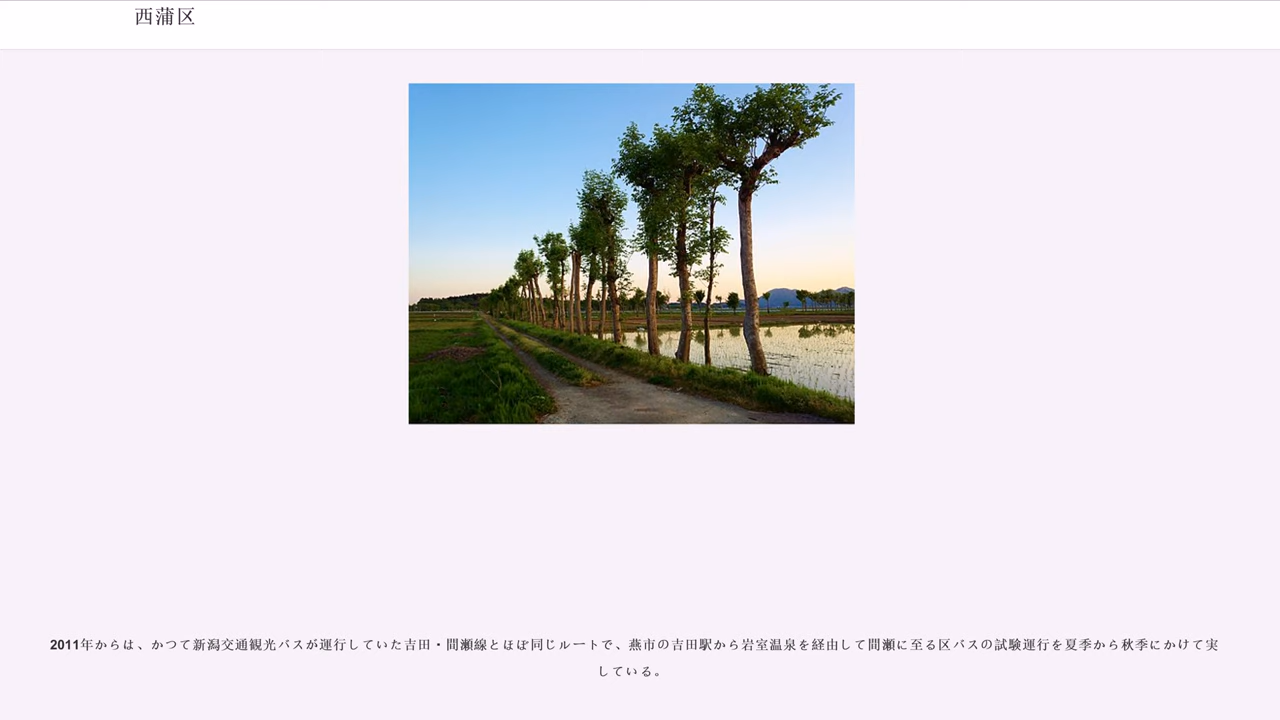 西蒲区
2011年からは、かつて新潟交通観光バスが運行していた吉田・間瀬線とほぼ同じルートで、燕市の吉田駅から岩室温泉を経由して間瀬に至る区バスの試験運行を夏季から秋季にかけて実
している。